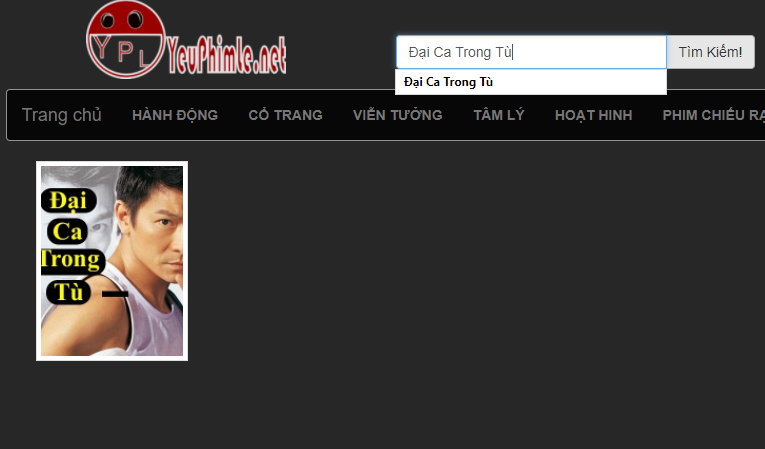 YPL
YeuPhimle.net
Đại Ca Trong Tù
Tìm Kiếm!
Đại Ca Trong Tù
Trang chủ
HÀNH ĐỘNG
CỔ TRANG
VIỄN TƯỞNG
TÂM LÝ
HOẠT HINH
PHIM CHIẾU RẠ
Đại
Ca
Trong
Tù